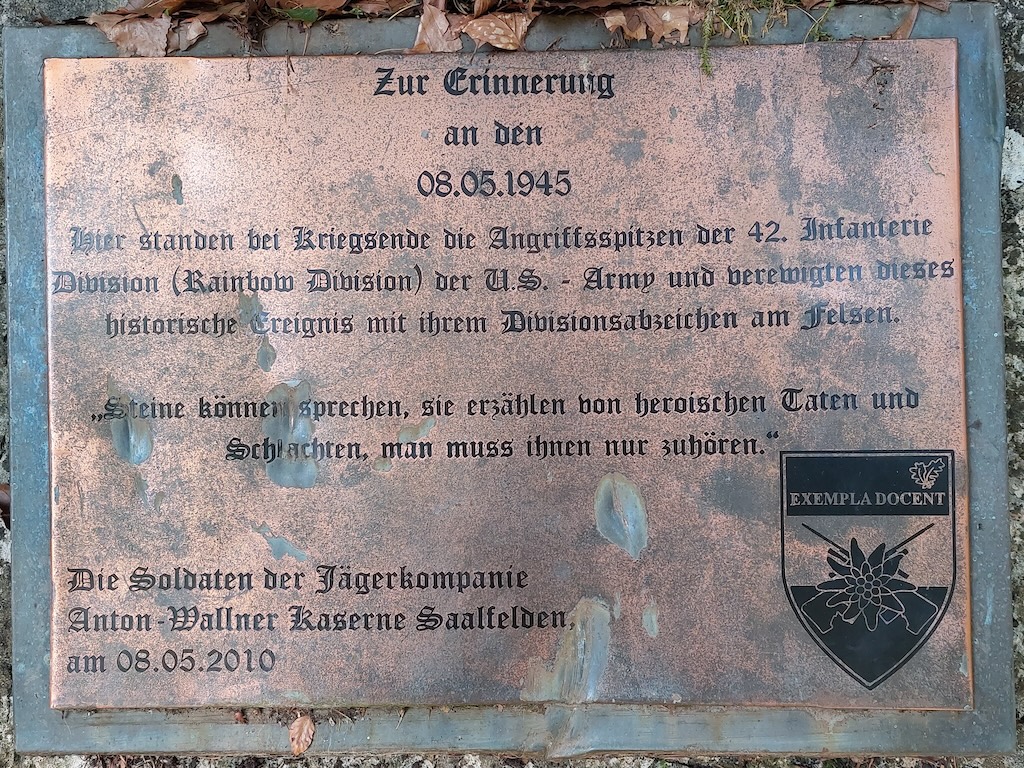 Zur Erinnerung
an den
08.05.1945
Hier standen bei Kriegsende die Angriffsspitzen der 42. Infanterie
Division (Rainbow Division) der U.S. - Army und verewigten dieses
historische Ereignis mit ihrem Divisionsabzeichen am Felsen.
„Steine können sprechen, sie erzählen von heroischen Taten und
Schlachten, man muss ihnen nur zuhören.“
EXEMPLA DOCENT
Die Soldaten der Jägerkompanie
Anton-Wallner Kaserne Saalfelden,
am 08.05.2010